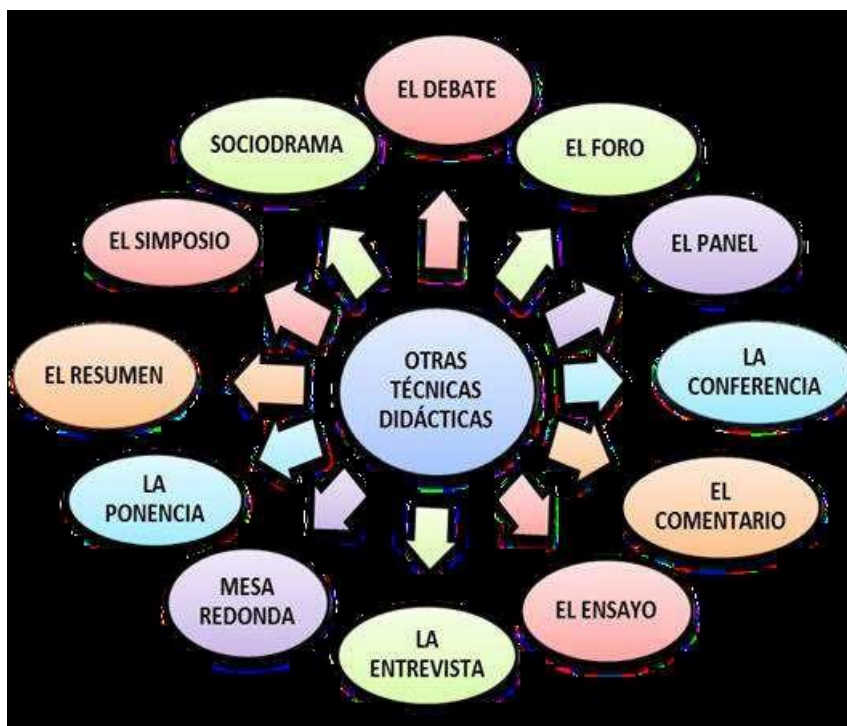 EL DEBATE
EL FORO
EL PANEL
LA
CONFERENCIA
EL
COMENTARIO
EL ENSAYO
LA
ENTREVISTA
MESA
REDONDA
LA
PONENCIA
EL RESUMEN
EL SIMPOSIO
SOCIODRAMA
OTRAS
TÉCNICAS
DIDÁCTICAS